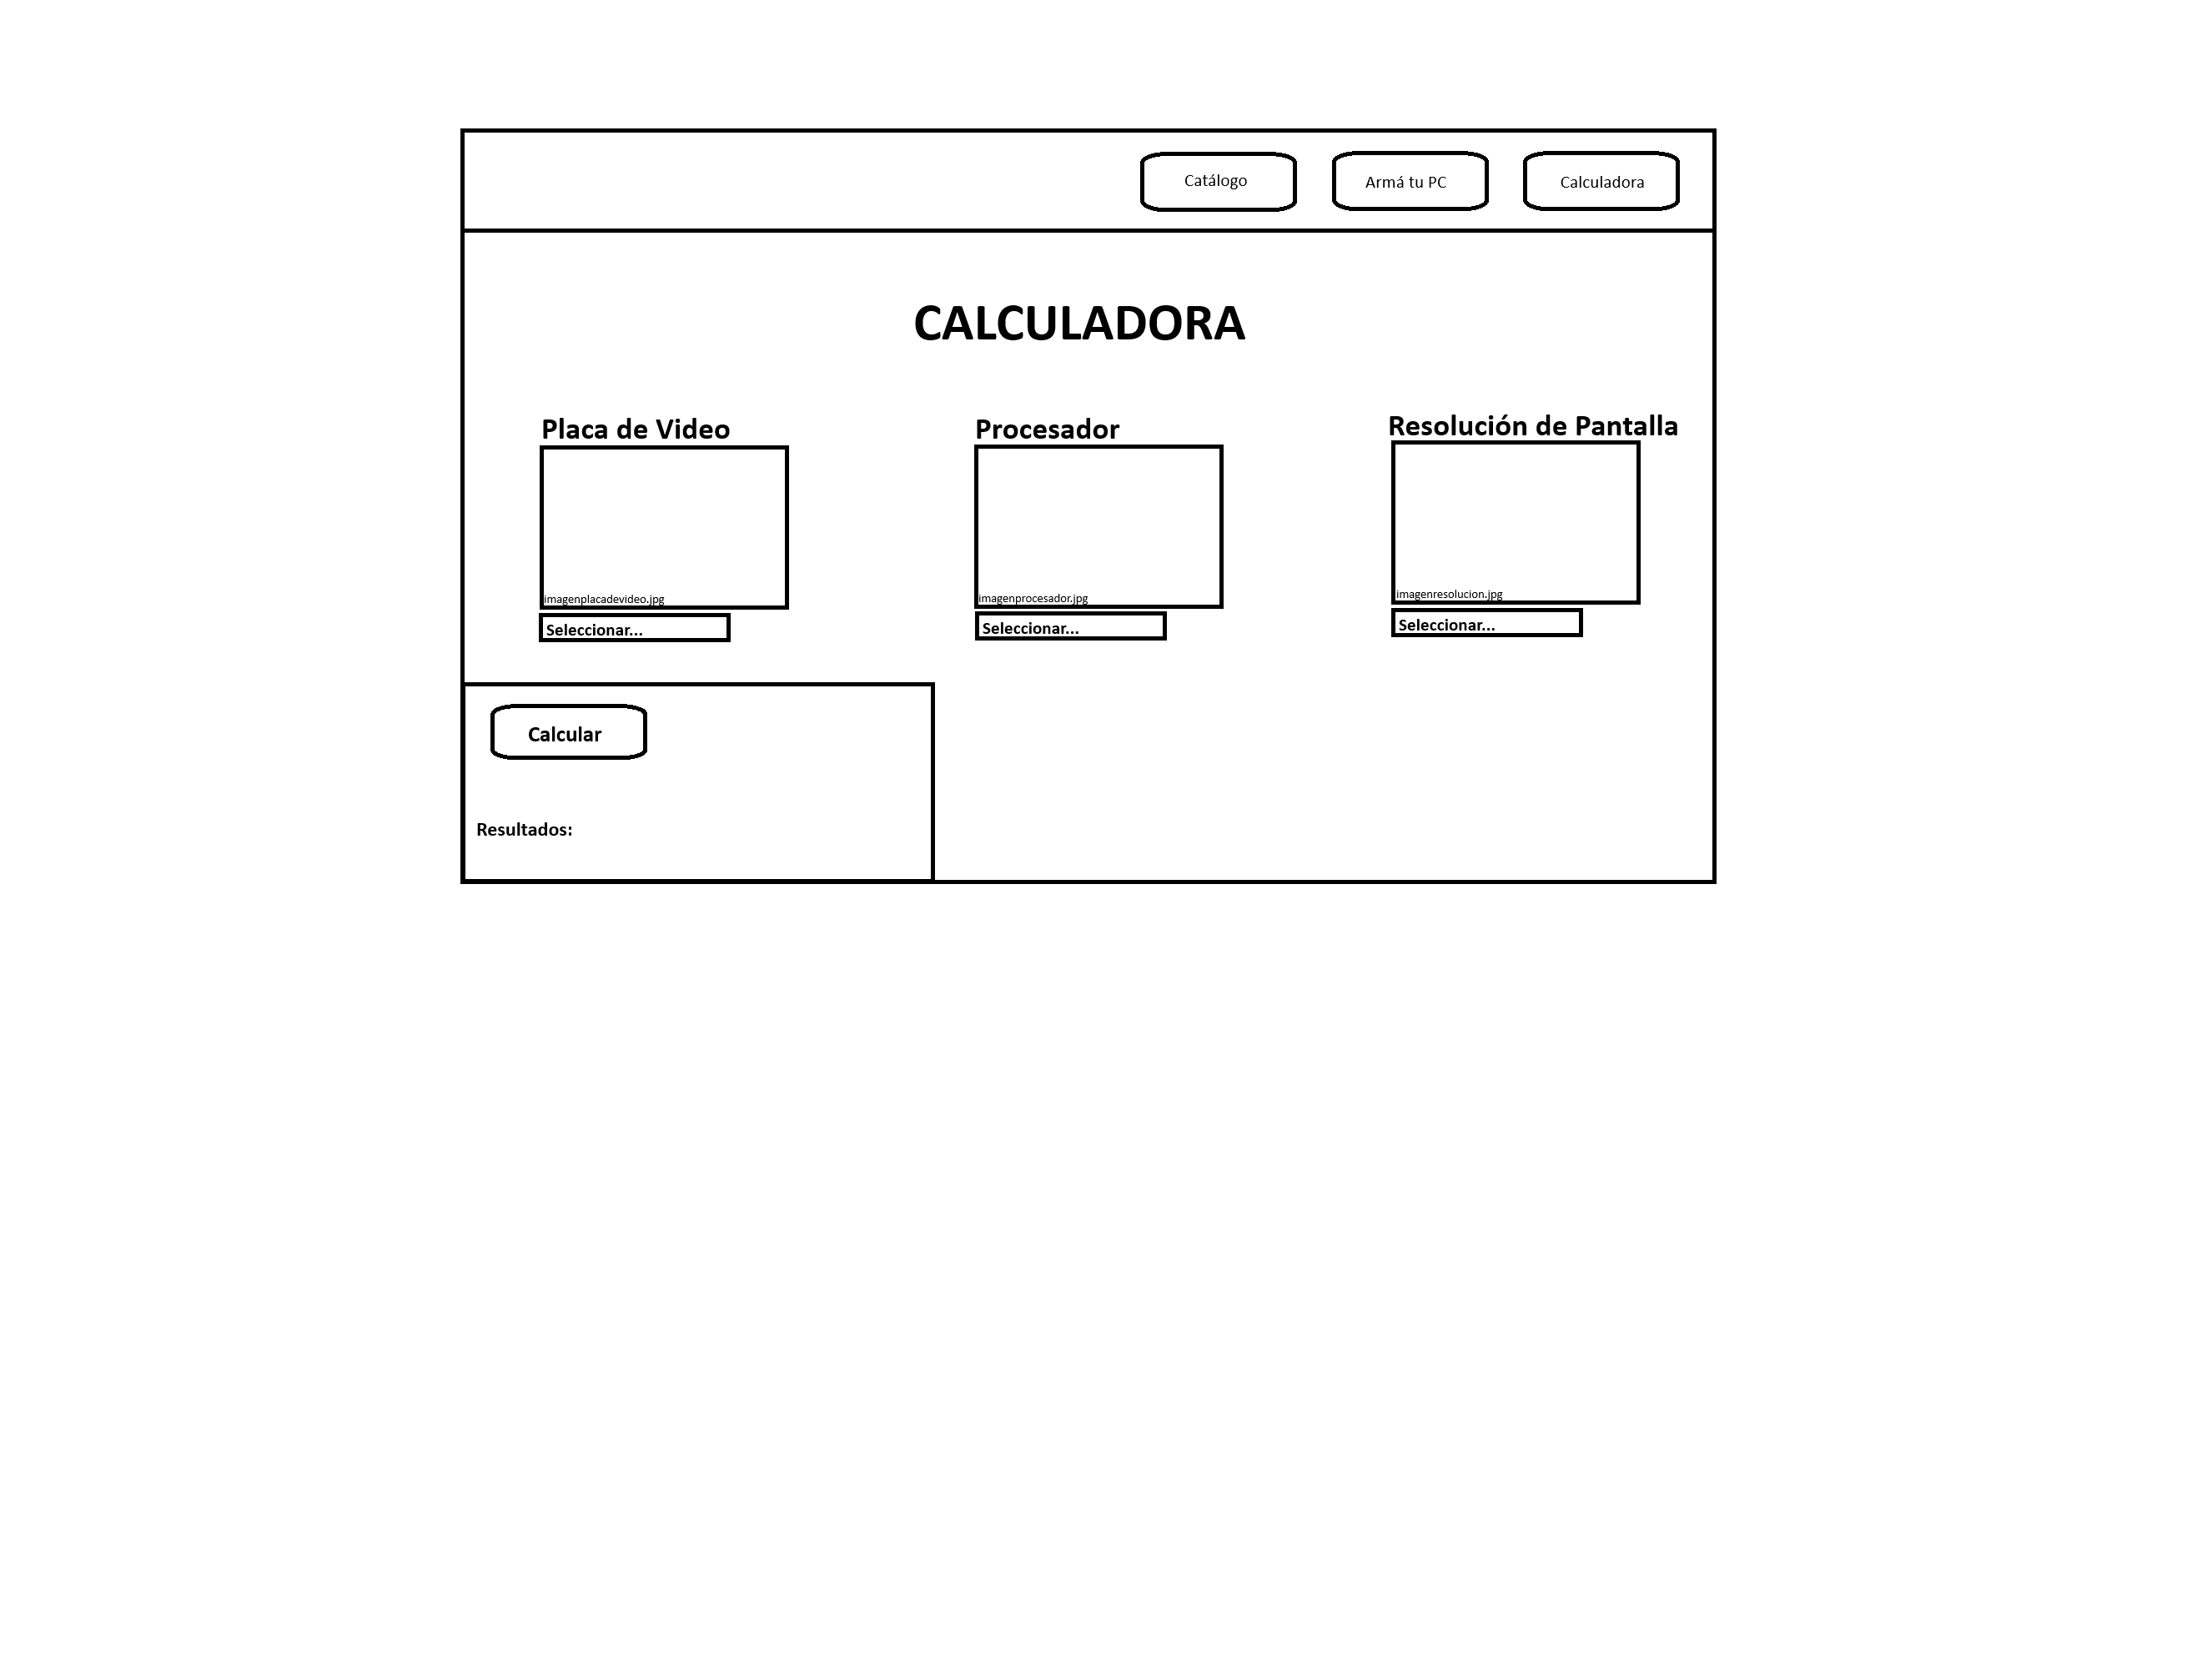 Catálogo
Armá tu PC
Calculadora
CALCULADORA
Placa de Video
Procesador
Resolución de Pantalla
imagenplacadevideo.jpg
imagenprocesador.jpg
imagenresolucion.jpg
Seleccionar...
Seleccionar...
Seleccionar...
Calcular
Resultados: